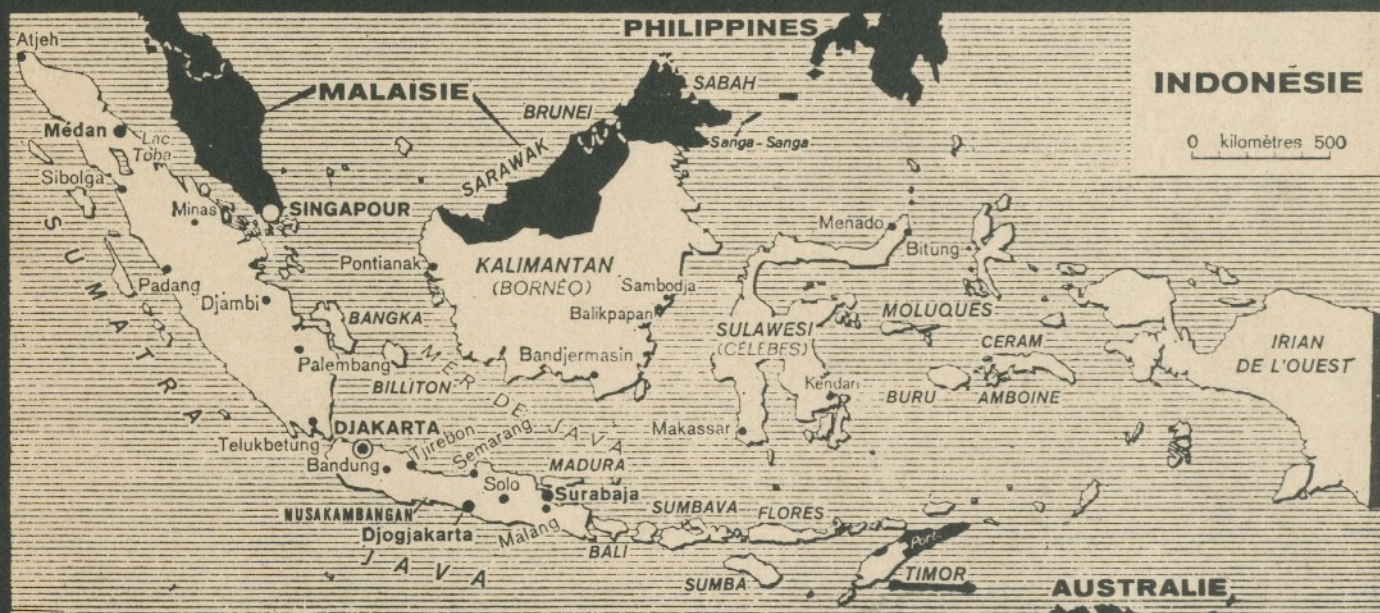 PHILIPPINES
INDONÉSIE
0 kilomètres 500
Atjeh
MALAISIE
SABAH
BRUNEI
Sanga-Sanga
Médan
Lac
Toba
SARAWAK
Sibolga
Minas
SINGAPOUR
Menado
Bitung
SUMATRA
Padang
Pontianak
KALIMANTAN
(BORNÉO)
Sambodja
Djambi
BANGKA
Balikpapan
MOLUQUES
SULAWESI
(CÉLÈBES)
CERAM
IRIAN
DE L'OUEST
Palembang
BILLITON
MER DE JAVA
Bandjermasin
Kendari
BURU
AMBOINE
Telukbetung
DJAKARTA
Makassar
Bandung
Tjirebon
Semarang
MADURA
Solo
Surabaja
NUSAKAMBANGAN
Djogjakarta
Malang
SUMBAVA
FLORES
BALI
JAVA
SUMBA
Port.
TIMOR
AUSTRALIE